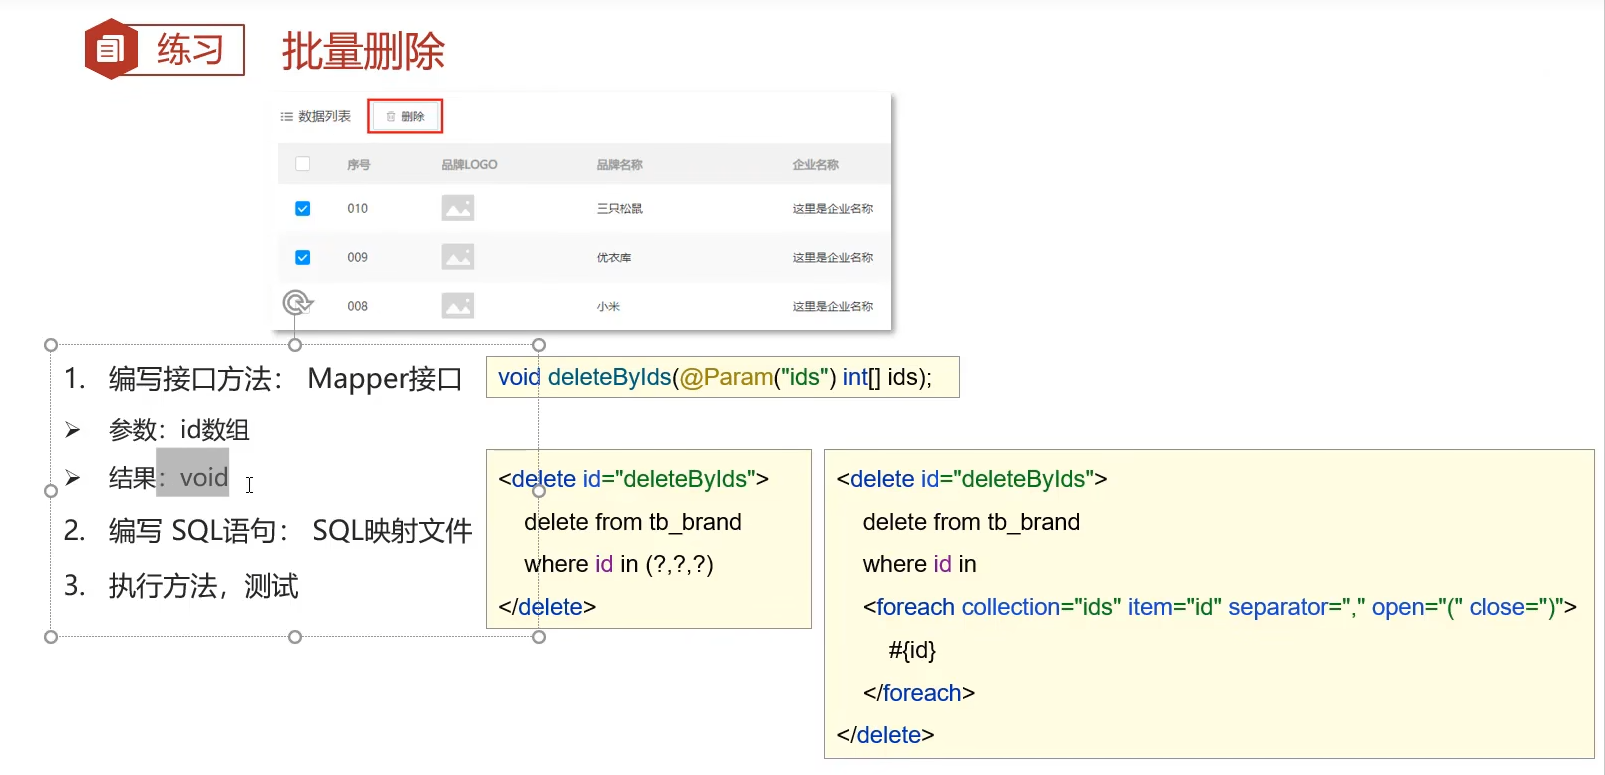 练习 批量删除
数据列表 删除
序号 品牌LOGO 品牌名称 企业名称
010 三只松鼠 这里是企业名称
009 优衣库 这里是企业名称
008 小米 这里是企业名称
1. 编写接口方法： Mapper接口
void deleteByIds(@Param("ids") int[] ids);
➢ 参数：id数组
➢ 结果：void
2. 编写 SQL语句： SQL映射文件
3. 执行方法，测试
<delete id="deleteByIds">
delete from tb_brand
where id in (?,?,?)
</delete>
<delete id="deleteByIds">
delete from tb_brand
where id in
<foreach collection="ids" item="id" separator="," open="(" close=")">
#{id}
</foreach>
</delete>